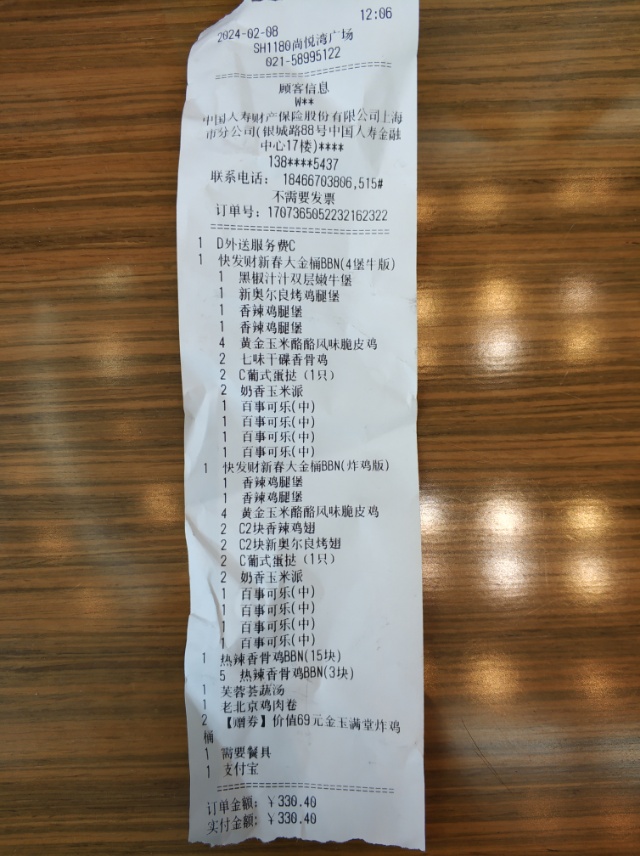 2024-02-08 12:06
SH1180尚悦湾广场
021-58995122
顾客信息
W**
中国人寿财产保险股份有限公司上海
市分公司(银城路88号中国人寿金融
中心17楼)****
138****5437
联系电话： 18466703806,515#
不需要发票
订单号：1707365052232162322
1 D外送服务费C
1 快发财新春大金桶BBN(4堡牛版)
1 黑椒汁汁双层嫩牛堡
1 新奥尔良烤鸡腿堡
1 香辣鸡腿堡
1 香辣鸡腿堡
4 黄金玉米酪酪风味脆皮鸡
2 七味干碟香骨鸡
2 C葡式蛋挞（1只）
2 奶香玉米派
1 百事可乐(中)
1 百事可乐(中)
1 百事可乐(中)
1 百事可乐(中)
1 快发财新春大金桶BBN(炸鸡版)
1 香辣鸡腿堡
1 香辣鸡腿堡
4 黄金玉米酪酪风味脆皮鸡
2 C2块香辣鸡翅
2 C2块新奥尔良烤翅
2 C葡式蛋挞（1只）
2 奶香玉米派
1 百事可乐(中)
1 百事可乐(中)
1 百事可乐(中)
1 百事可乐(中)
1 热辣香骨鸡BBN(15块)
5 热辣香骨鸡BBN(3块)
1 芙蓉荟蔬汤
1 老北京鸡肉卷
2 【赠券】价值69元金玉满堂炸鸡
桶
1 需要餐具
1 支付宝
订单金额：￥330.40
实付金额：￥330.40